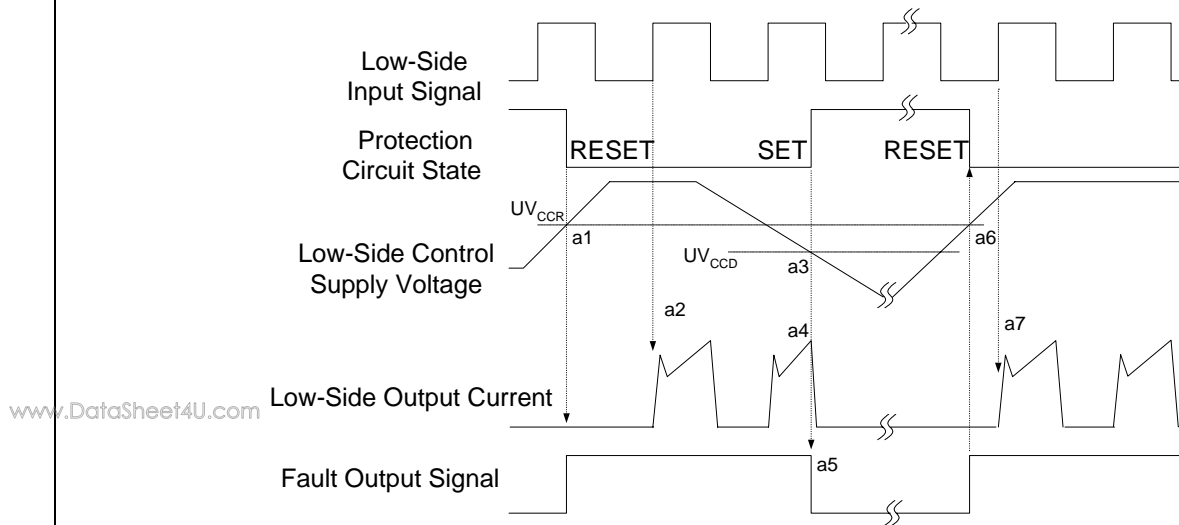 Low-Side
Input Signal
Protection
Circuit State
RESET
SET
RESET
UVCCR
a1
a6
Low-Side Control
Supply Voltage
UVCCD
a3
a2
a4
a7
www.DataSheet4U.com
Low-Side Output Current
Fault Output Signal
a5